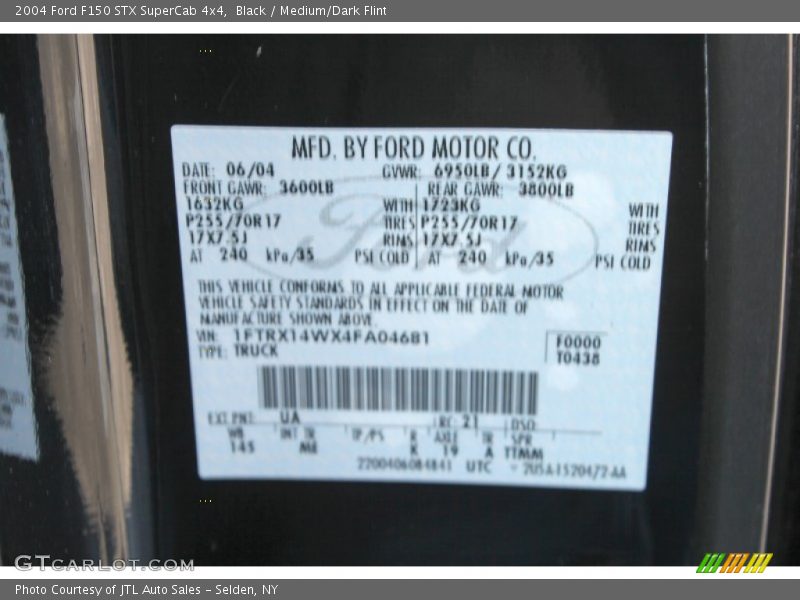 2004 Ford F150 STX SuperCab 4x4, Black / Medium/Dark Flint
MFD. BY FORD MOTOR CO.
DATE: 06/04 GVWR: 6950LB/ 3152KG
FRONT GAWR: 3600LB REAR GAWR: 3800LB
1632KG WITH 1723KG WITH
P255/70R17 TIRES P255/70R17 TIRES
17X7.5J RIMS 17X7.5J RIMS
AT 240 kPa/35 PSI COLD AT 240 kPa/35 PSI COLD
THIS VEHICLE CONFORMS TO ALL APPLICABLE FEDERAL MOTOR
VEHICLE SAFETY STANDARDS IN EFFECT ON THE DATE OF
MANUFACTURE SHOWN ABOVE.
VIN: 1FTRX14WX4FA04681 F0000
TYPE: TRUCK T0438
EXT PNT: UA RC: 21 DSO:
WB INT TR TP/PS R AXLE TR SPR
145 K 19 A TTMM
2200406084841 UTC
GTCARLOT.COM
Photo Courtesy of JTL Auto Sales – Selden, NY